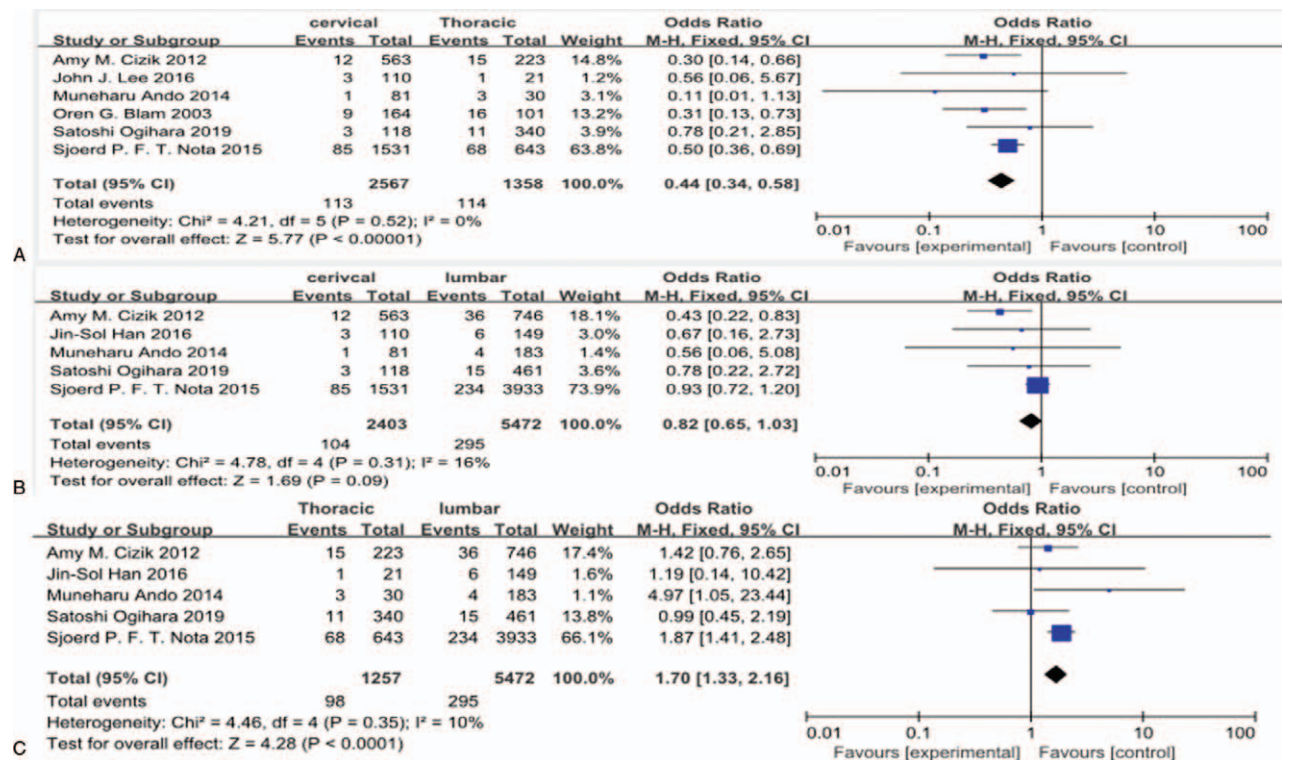 cervical Thoracic Odds Ratio Odds Ratio
Study or Subgroup Events Total Events Total Weight M-H, Fixed, 95% CI M-H, Fixed, 95% CI
Amy M. Cizik 2012 12 563 15 223 14.8% 0.30 [0.14, 0.66]
John J. Lee 2016 3 110 1 21 1.2% 0.56 [0.06, 5.67]
Muneharu Ando 2014 1 81 3 30 3.1% 0.11 [0.01, 1.13]
Oren G. Blam 2003 9 164 16 101 13.2% 0.31 [0.13, 0.73]
Satoshi Ogihara 2019 3 118 11 340 3.9% 0.78 [0.21, 2.85]
Sjoerd P. F. T. Nota 2015 85 1531 68 643 63.8% 0.50 [0.36, 0.69]
Total (95% CI) 2567 1358 100.0% 0.44 [0.34, 0.58]
Total events 113 114
Heterogeneity: Chi² = 4.21, df = 5 (P = 0.52); I² = 0%
Test for overall effect: Z = 5.77 (P < 0.00001)
0.01 0.1 1 10 100
Favours [experimental] Favours [control]
A
cerivcal lumbar Odds Ratio Odds Ratio
Study or Subgroup Events Total Events Total Weight M-H, Fixed, 95% CI M-H, Fixed, 95% CI
Amy M. Cizik 2012 12 563 36 746 18.1% 0.43 [0.22, 0.83]
Jin-Sol Han 2016 3 110 6 149 3.0% 0.67 [0.16, 2.73]
Muneharu Ando 2014 1 81 4 183 1.4% 0.56 [0.06, 5.08]
Satoshi Ogihara 2019 3 118 15 461 3.6% 0.78 [0.22, 2.72]
Sjoerd P. F. T. Nota 2015 85 1531 234 3933 73.9% 0.93 [0.72, 1.20]
Total (95% CI) 2403 5472 100.0% 0.82 [0.65, 1.03]
Total events 104 295
Heterogeneity: Chi² = 4.78, df = 4 (P = 0.31); I² = 16%
Test for overall effect: Z = 1.69 (P = 0.09)
0.01 0.1 1 10 100
Favours [experimental] Favours [control]
B
Thoracic lumbar Odds Ratio Odds Ratio
Study or Subgroup Events Total Events Total Weight M-H, Fixed, 95% CI M-H, Fixed, 95% CI
Amy M. Cizik 2012 15 223 36 746 17.4% 1.42 [0.76, 2.65]
Jin-Sol Han 2016 1 21 6 149 1.6% 1.19 [0.14, 10.42]
Muneharu Ando 2014 3 30 4 183 1.1% 4.97 [1.05, 23.44]
Satoshi Ogihara 2019 11 340 15 461 13.8% 0.99 [0.45, 2.19]
Sjoerd P. F. T. Nota 2015 68 643 234 3933 66.1% 1.87 [1.41, 2.48]
Total (95% CI) 1257 5472 100.0% 1.70 [1.33, 2.16]
Total events 98 295
Heterogeneity: Chi² = 4.46, df = 4 (P = 0.35); I² = 10%
Test for overall effect: Z = 4.28 (P < 0.0001)
0.01 0.1 1 10 100
Favours [experimental] Favours [control]
C